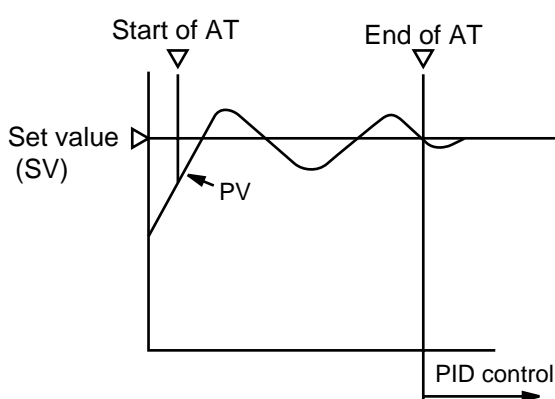 Start of AT
End of AT
Set value
(SV)
PV
PID control